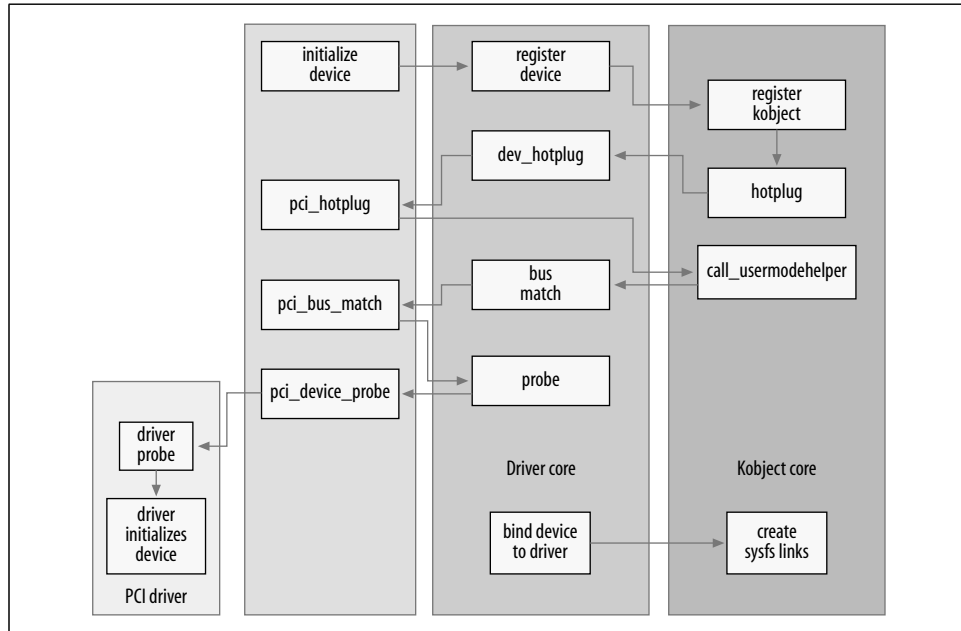 initialize
device
register
device
register
kobject
dev_hotplug
hotplug
pci_hotplug
call_usermodehelper
bus
match
pci_bus_match
probe
pci_device_probe
driver
probe
Driver core
Kobject core
driver
initializes
device
bind device
to driver
create
sysfs links
PCI driver